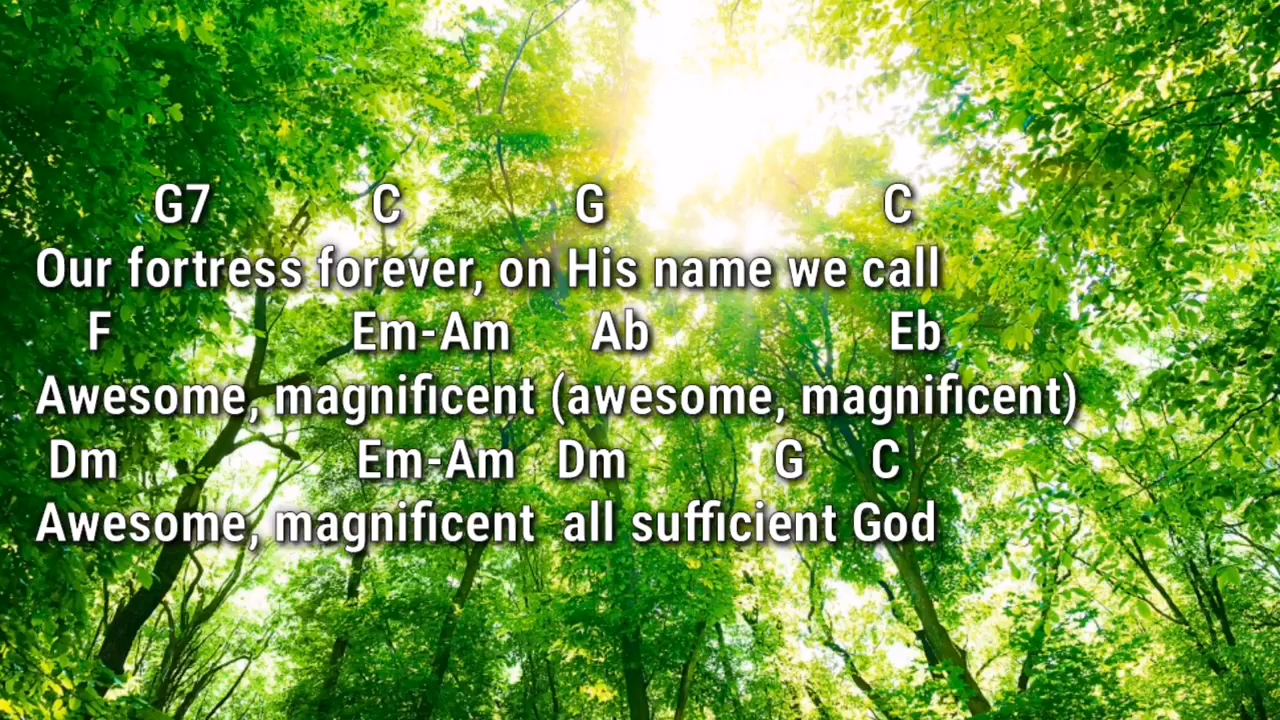 G7 C G C
Our fortress forever, on His name we call
F Em-Am Ab Eb
Awesome, magnificent (awesome, magnificent)
Dm Em-Am Dm G C
Awesome, magnificent all sufficient God